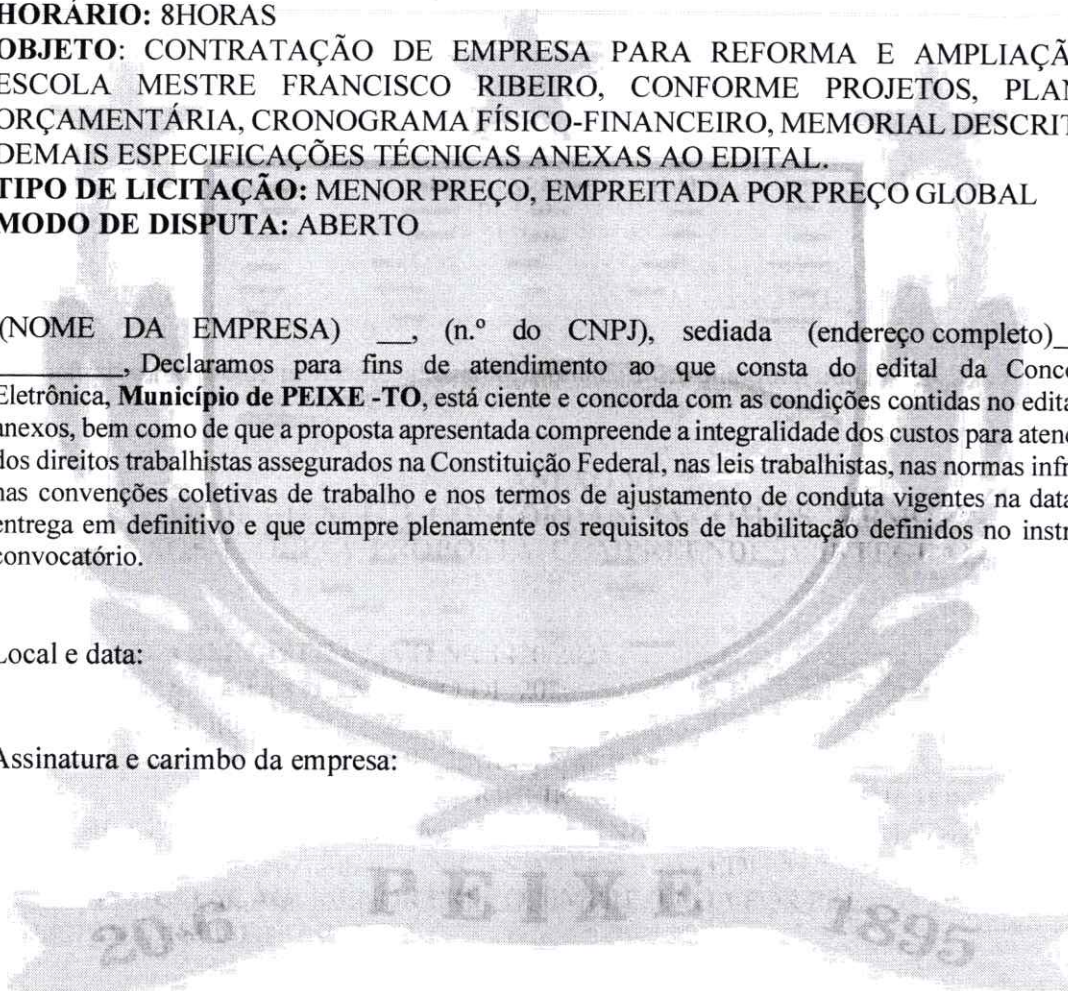 HORÁRIO: 8HORAS
OBJETO: CONTRATAÇÃO DE EMPRESA PARA REFORMA E AMPLIAÇÃ
ESCOLA MESTRE FRANCISCO RIBEIRO, CONFORME PROJETOS, PLAN
ORÇAMENTÁRIA, CRONOGRAMA FÍSICO-FINANCEIRO, MEMORIAL DESCRIT
DEMAIS ESPECIFICAÇÕES TÉCNICAS ANEXAS AO EDITAL.
TIPO DE LICITAÇÃO: MENOR PREÇO, EMPREITADA POR PREÇO GLOBAL
MODO DE DISPUTA: ABERTO
(NOME DA EMPRESA) __, (n.º do CNPJ), sediada (endereço completo)_
_________, Declaramos para fins de atendimento ao que consta do edital da Conc
Eletrônica, Município de PEIXE -TO, está ciente e concorda com as condições contidas no edita
anexos, bem como de que a proposta apresentada compreende a integralidade dos custos para atend
dos direitos trabalhistas assegurados na Constituição Federal, nas leis trabalhistas, nas normas infr
nas convenções coletivas de trabalho e nos termos de ajustamento de conduta vigentes na data
entrega em definitivo e que cumpre plenamente os requisitos de habilitação definidos no instr
convocatório.
Local e data:
Assinatura e carimbo da empresa:
PEIXE
20-6 1895